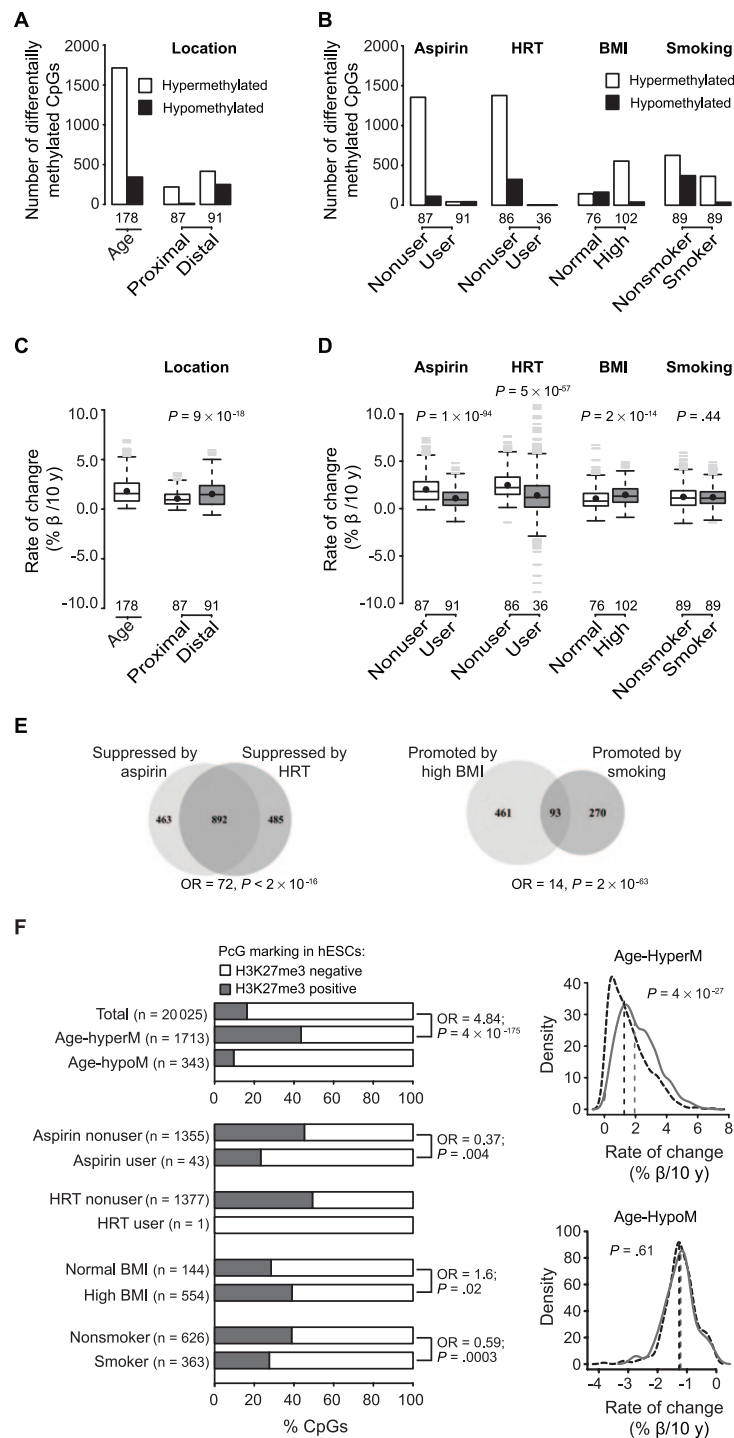 A
Location
Number of differentailly
methylated CpGs
2000
1500
1000
500
0
Hypermethylated
Hypomethylated
178
87
91
Age
Proximal
Distal
B
Aspirin
HRT
BMI
Smoking
Number of differentailly
methylated CpGs
2000
1500
1000
500
0
Hypermethylated
Hypomethylated
87
91
86
36
76
102
89
89
Nonuser
User
Nonuser
User
Normal
High
Nonsmoker
Smoker
C
Location
P = 9 × 10-18
Rate of changre
(% β /10 y)
10.0
5.0
0.0
-5.0
-10.0
178
87
91
Age
Proximal
Distal
D
Aspirin
HRT
BMI
Smoking
P = 1 × 10-94
P = 5 × 10-57
P = 2 × 10-14
P = .44
Rate of change
(% β /10 y)
10.0
5.0
0.0
-5.0
-10.0
87
91
86
36
76
102
89
89
Nonuser
User
Nonuser
User
Normal
High
Nonsmoker
Smoker
E
Suppressed by
aspirin
Suppressed by
HRT
463
892
485
OR = 72, P < 2 × 10-16
Promoted by
high BMI
Promoted by
smoking
461
93
270
OR = 14, P = 2 × 10-63
F
PcG marking in hESCs:
H3K27me3 negative
H3K27me3 positive
Total (n = 20 025)
Age-hyperM (n = 1713)
Age-hypoM (n = 343)
OR = 4.84;
P = 4 × 10-175
0 20 40 60 80 100
Aspirin nonuser (n = 1355)
Aspirin user (n = 43)
OR = 0.37;
P = .004
HRT nonuser (n = 1377)
HRT user (n = 1)
Normal BMI (n = 144)
High BMI (n = 554)
OR = 1.6;
P = .02
Nonsmoker (n = 626)
Smoker (n = 363)
OR = 0.59;
P = .0003
0 20 40 60 80 100
% CpGs
Age-HyperM
P = 4 × 10-27
Density
40
30
20
10
0
0 2 4 6 8
Rate of change
(% β/10 y)
Age-HypoM
P = .61
Density
100
80
60
40
20
0
-4 -3 -2 -1 0
Rate of change
(% β/10 y)